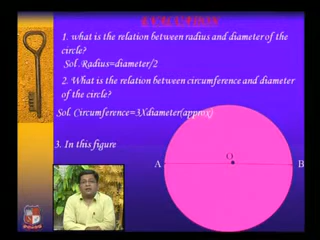 1. what is the relation between radius and diameter of the
circle?
Sol. Radius=diameter/2
2. What is the relation between circumference and diameter
of the circle?
Sol. Circumference=3Xdiameter(approx)
3. In this figure
O
A B